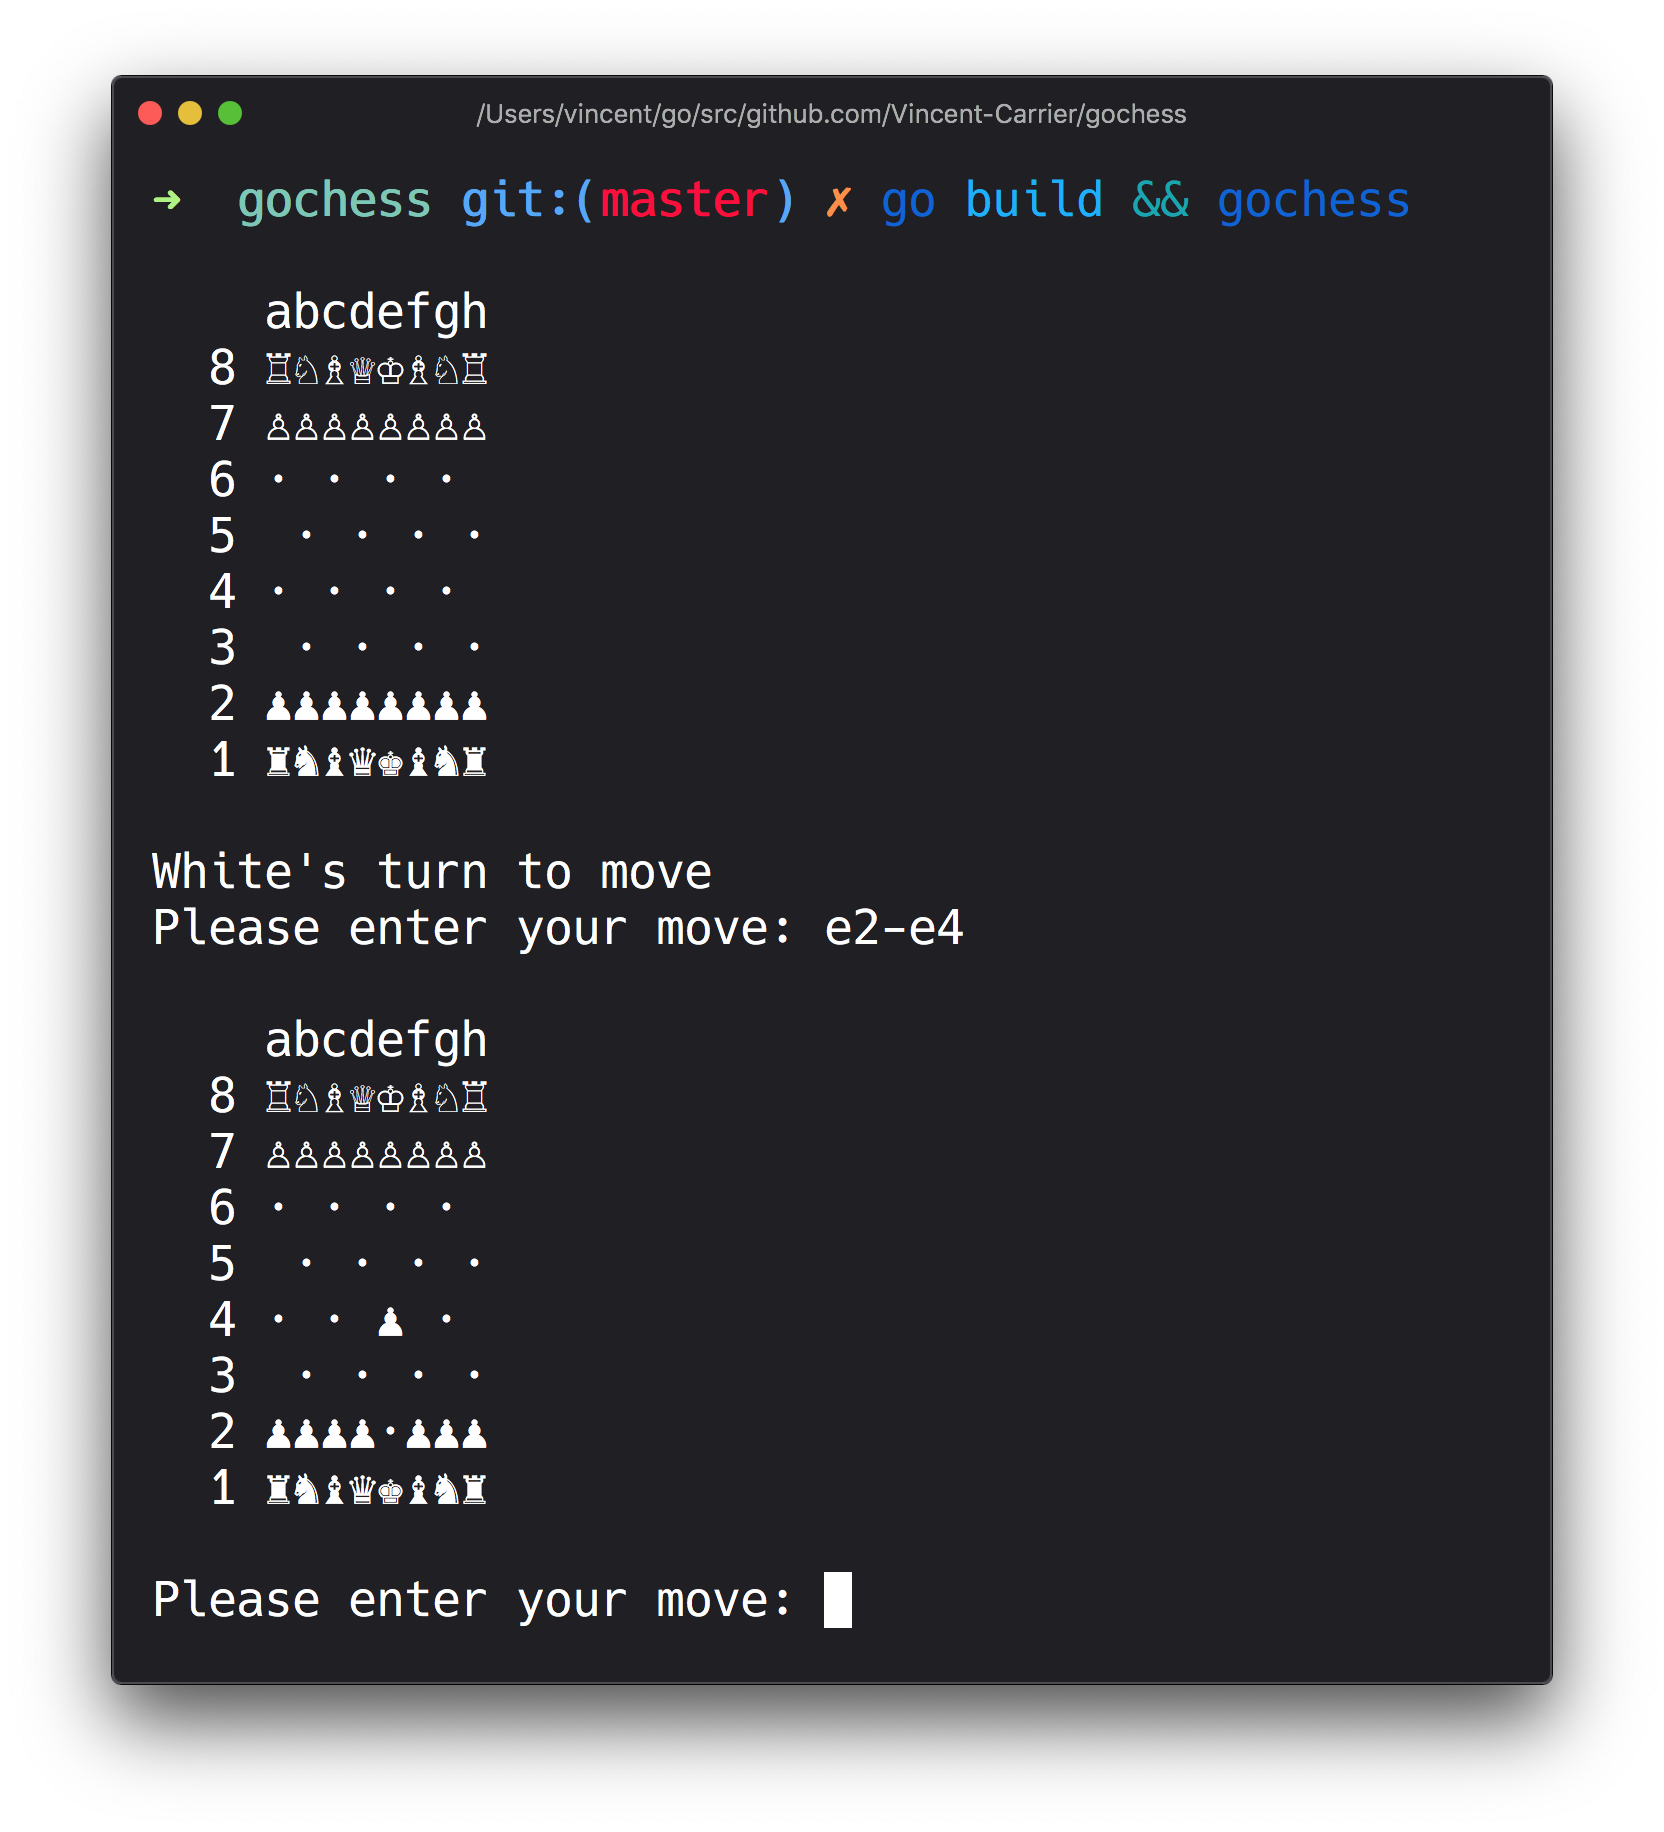 /Users/vincent/go/src/github.com/Vincent-Carrier/gochess
➜  gochess git:(master) ✗ go build && gochess
    abcdefgh
  8 ♖♘♗♕♔♗♘♖
  7 ♙♙♙♙♙♙♙♙
  6 · · · · 
  5  · · · ·
  4 · · · · 
  3  · · · ·
  2 ♟♟♟♟♟♟♟♟
  1 ♜♞♝♛♚♝♞♜
White's turn to move
Please enter your move: e2-e4
    abcdefgh
  8 ♖♘♗♕♔♗♘♖
  7 ♙♙♙♙♙♙♙♙
  6 · · · · 
  5  · · · ·
  4 · · ♟ · 
  3  · · · ·
  2 ♟♟♟♟·♟♟♟
  1 ♜♞♝♛♚♝♞♜
Please enter your move: